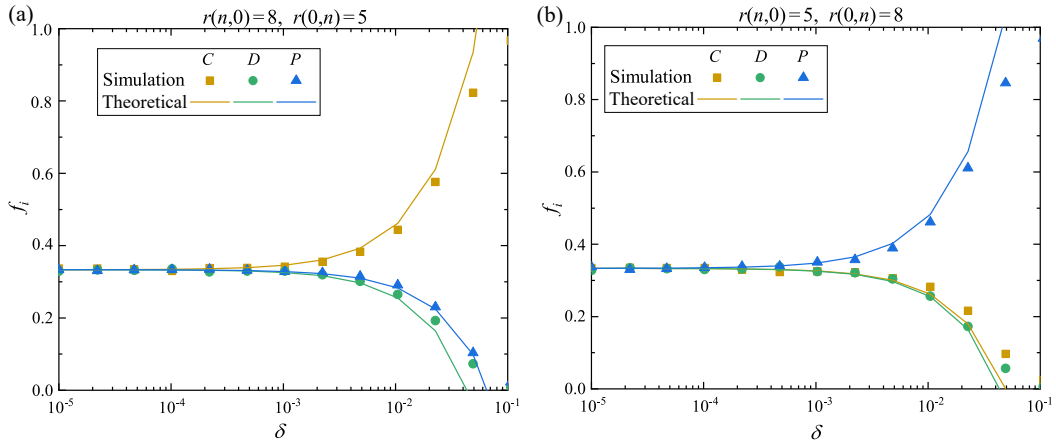 (a)
r(n,0)=8, r(0,n)=5
C D P
Simulation
Theoretical
f_i
1.0
0.8
0.6
0.4
0.2
0.0
10^-5 10^-4 10^-3 10^-2 10^-1
δ
(b)
r(n,0)=5, r(0,n)=8
C D P
Simulation
Theoretical
f_i
1.0
0.8
0.6
0.4
0.2
0.0
10^-5 10^-4 10^-3 10^-2 10^-1
δ